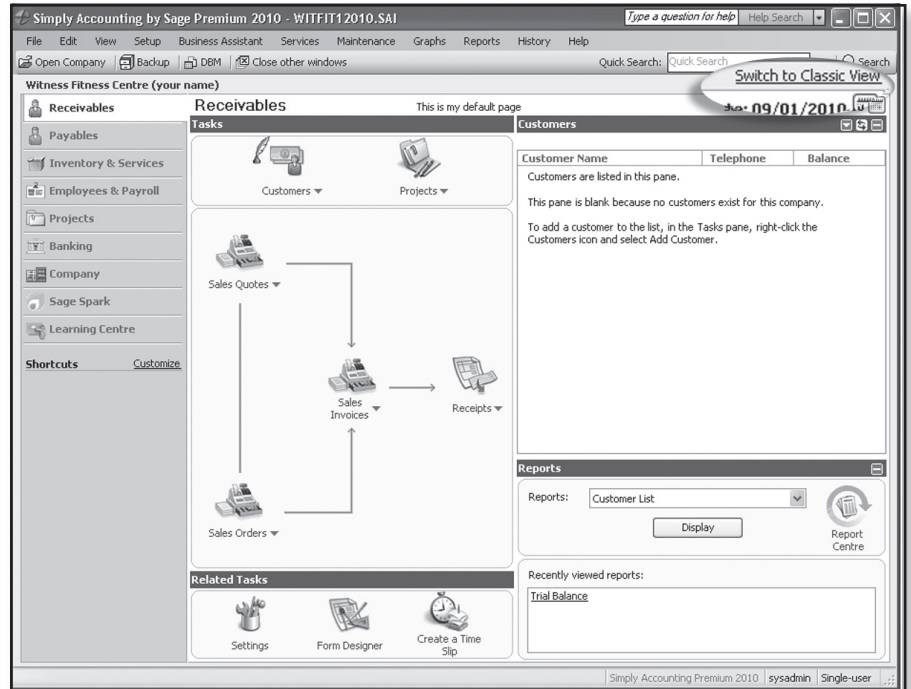 Simply Accounting by Sage Premium 2010 - WITFIT12010.SAI
Type a question for help Help Search
File Edit View Setup Business Assistant Services Maintenance Graphs Reports History Help
Open Company Backup DBM Close other windows Quick Search: Quick Search Search
Switch to Classic View
Witness Fitness Centre (your name)
Receivables
Payables
Inventory & Services
Employees & Payroll
Projects
Banking
Company
Sage Spark
Learning Centre
Shortcuts Customize
Receivables This is my default page
09/01/2010
Tasks
Customers
Projects
Sales Quotes
Sales
Invoices
Receipts
Sales Orders
Related Tasks
Settings
Form Designer
Create a Time
Slip
Customers
Customer Name Telephone Balance
Customers are listed in this pane.
This pane is blank because no customers exist for this company.
To add a customer to the list, in the Tasks pane, right-click the
Customers icon and select Add Customer.
Reports
Reports: Customer List
Display
Report
Centre
Recently viewed reports:
Trial Balance
Simply Accounting Premium 2010 sysadmin Single-user